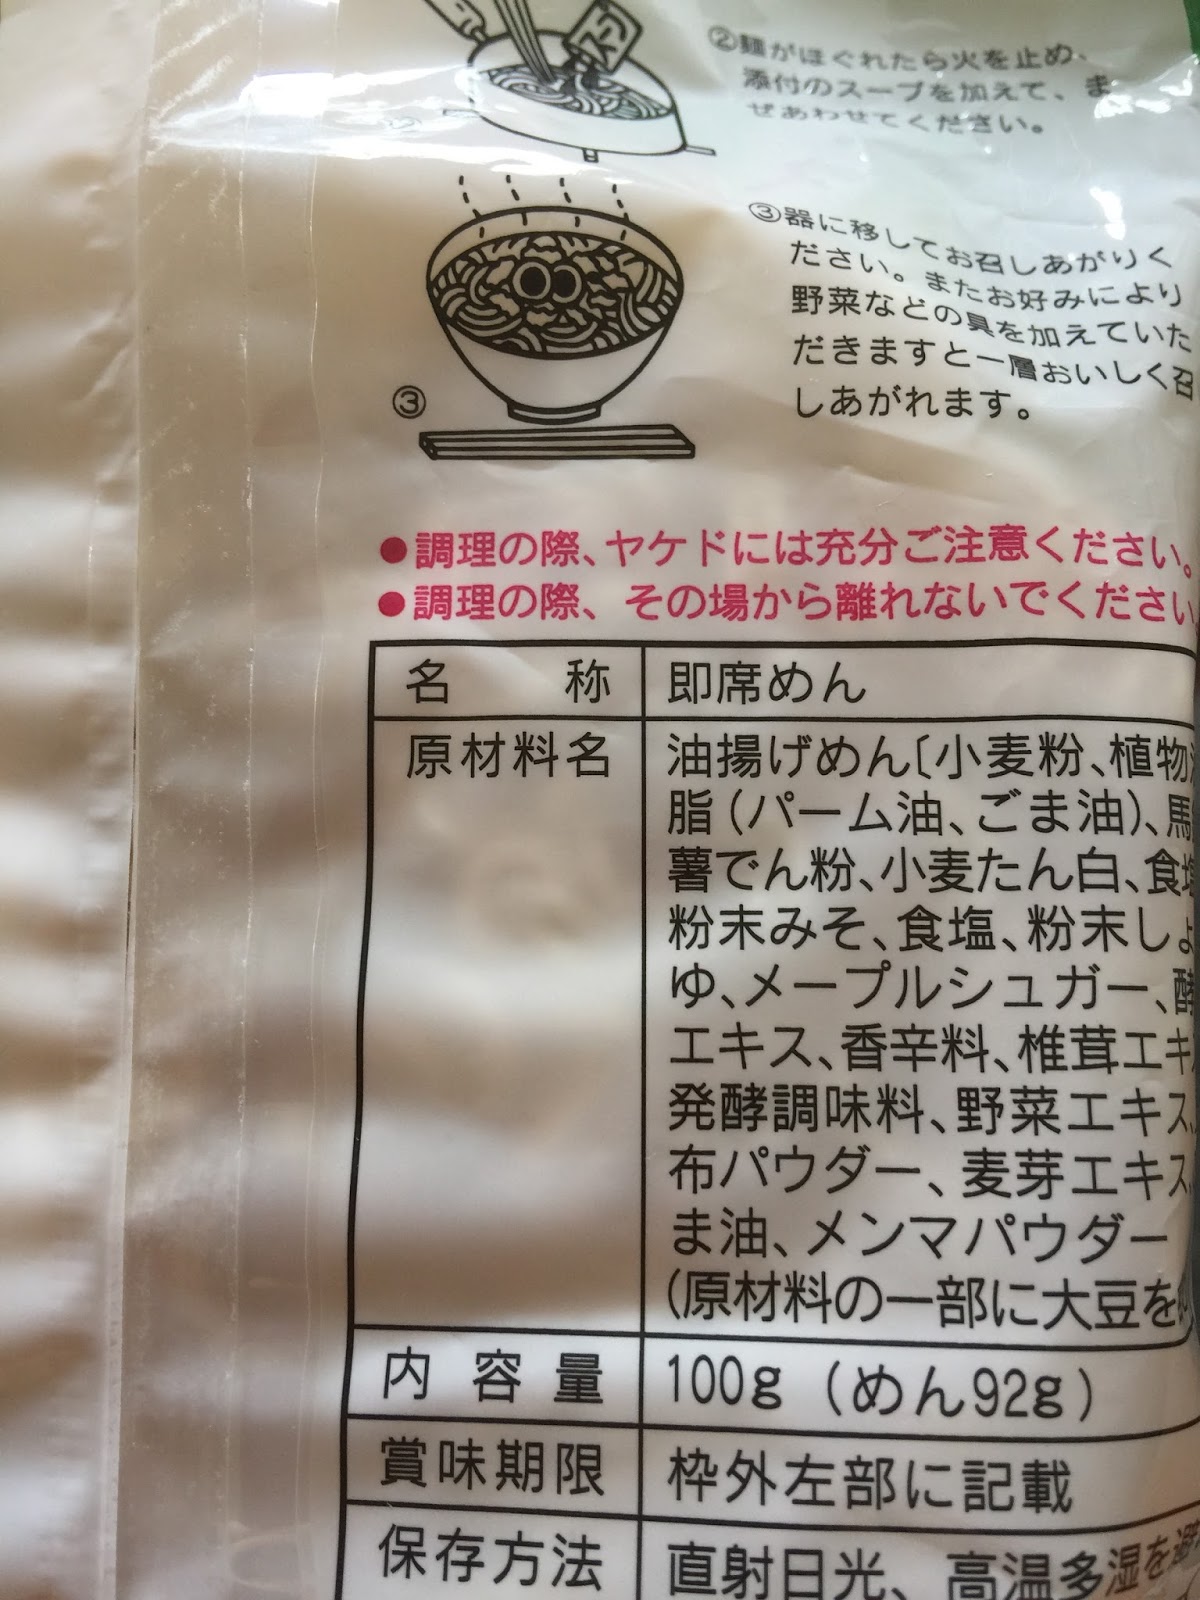 ②麺がほぐれたら火を止め、
添付のスープを加えて、ま
ぜあわせてください。
③器に移してお召しあがりく
ださい。またお好みにより
野菜などの具を加えていた
だきますと一層おいしく召
しあがれます。
③
●調理の際、ヤケドには充分ご注意ください。
●調理の際、その場から離れないでください
名称 即席めん
原材料名 油揚げめん〔小麦粉、植物
脂(パーム油、ごま油)、馬
薯でん粉、小麦たん白、食塩
粉末みそ、食塩、粉末しょ
ゆ、メープルシュガー、酵
エキス、香辛料、椎茸エキ
発酵調味料、野菜エキス
布パウダー、麦芽エキス
ま油、メンマパウダー
(原材料の一部に大豆を
内容量 100g (めん92g)
賞味期限 枠外左部に記載
保存方法 直射日光、高温多湿を避